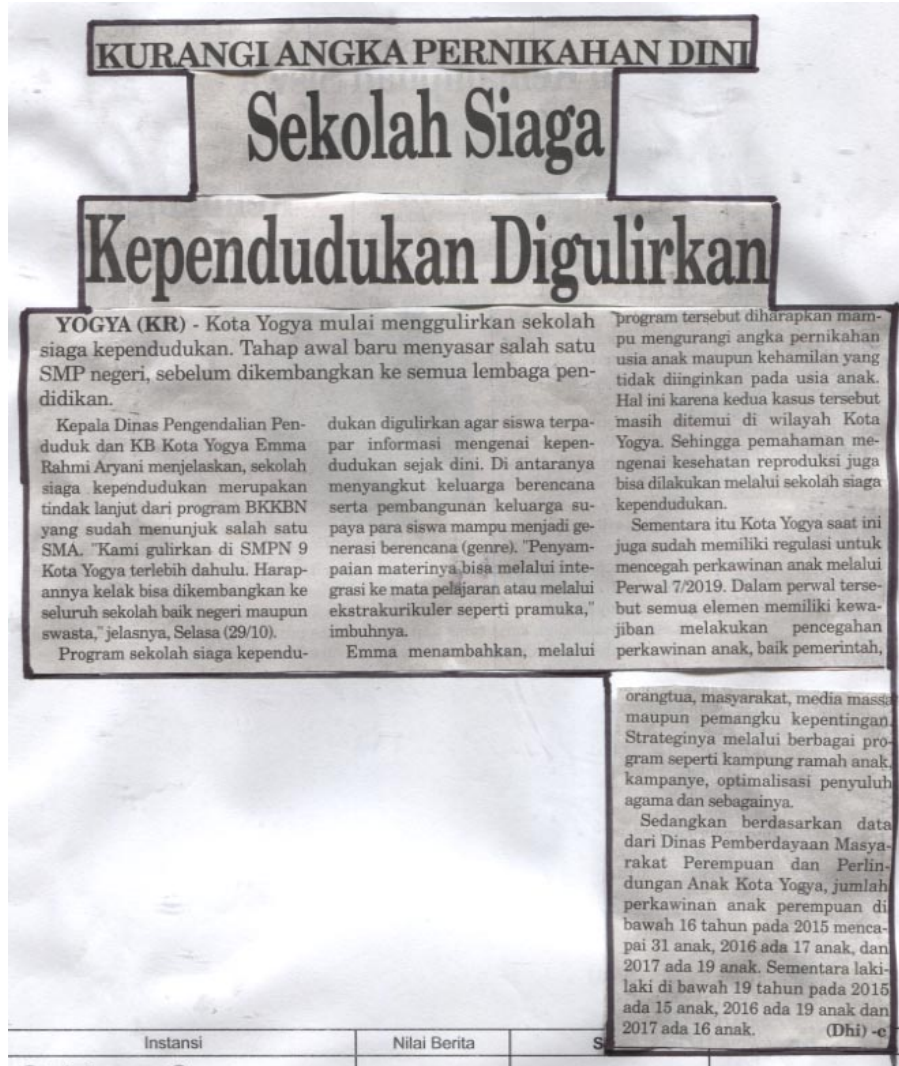 KURANGI ANGKA PERNIKAHAN DINI
Sekolah Siaga
Kependudukan Digulirkan
YOGYA (KR) - Kota Yogya mulai menggulirkan sekolah
siaga kependudukan. Tahap awal baru menyasar salah satu
SMP negeri, sebelum dikembangkan ke semua lembaga pen-
didikan.
Kepala Dinas Pengendalian Pen-
duduk dan KB Kota Yogya Emma
Rahmi Aryani menjelaskan, sekolah
siaga kependudukan merupakan
tindak lanjut dari program BKKBN
yang sudah menunjuk salah satu
SMA. "Kami gulirkan di SMPN 9
Kota Yogya terlebih dahulu. Harap-
annya kelak bisa dikembangkan ke
seluruh sekolah baik negeri maupun
swasta," jelasnya, Selasa (29/10).
Program sekolah siaga kependu-
dukan digulirkan agar siswa terpa-
par informasi mengenai kepen-
dudukan sejak dini. Di antaranya
menyangkut keluarga berencana
serta pembangunan keluarga su-
paya para siswa mampu menjadi ge-
nerasi berencana (genre). "Penyam-
paian materinya bisa melalui inte-
grasi ke mata pelajaran atau melalui
ekstrakurikuler seperti pramuka,"
imbuhnya.
Emma menambahkan, melalui
program tersebut diharapkan mam-
pu mengurangi angka pernikahan
usia anak maupun kehamilan yang
tidak diinginkan pada usia anak.
Hal ini karena kedua kasus tersebut
masih ditemui di wilayah Kota
Yogya. Sehingga pemahaman me-
ngenai kesehatan reproduksi juga
bisa dilakukan melalui sekolah siaga
kependudukan.
Sementara itu Kota Yogya saat ini
juga sudah memiliki regulasi untuk
mencegah perkawinan anak melalui
Perwal 7/2019. Dalam perwal terse-
but semua elemen memiliki kewa-
jiban melakukan pencegahan
perkawinan anak, baik pemerintah,
orangtua, masyarakat, media massa
maupun pemangku kepentingan.
Strateginya melalui berbagai pro-
gram seperti kampung ramah anak,
kampanye, optimalisasi penyuluh
agama dan sebagainya.
Sedangkan berdasarkan data
dari Dinas Pemberdayaan Masya-
rakat Perempuan dan Perlin-
dungan Anak Kota Yogya, jumlah
perkawinan anak perempuan di
bawah 16 tahun pada 2015 menca-
pai 31 anak, 2016 ada 17 anak, dan
2017 ada 19 anak. Sementara laki-
laki di bawah 19 tahun pada 2015
ada 15 anak, 2016 ada 19 anak dan
2017 ada 16 anak. (Dhi) -c
Instansi Nilai Berita